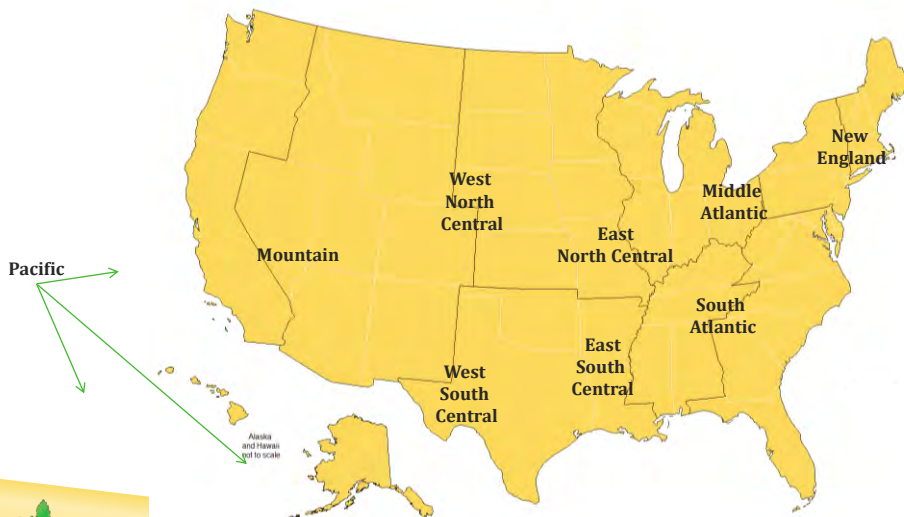 New
England
West
North
Central
Middle
Atlantic
East
North Central
Mountain
Pacific
South
Atlantic
East
South
Central
West
South
Central
Alaska
and Hawaii
not to scale